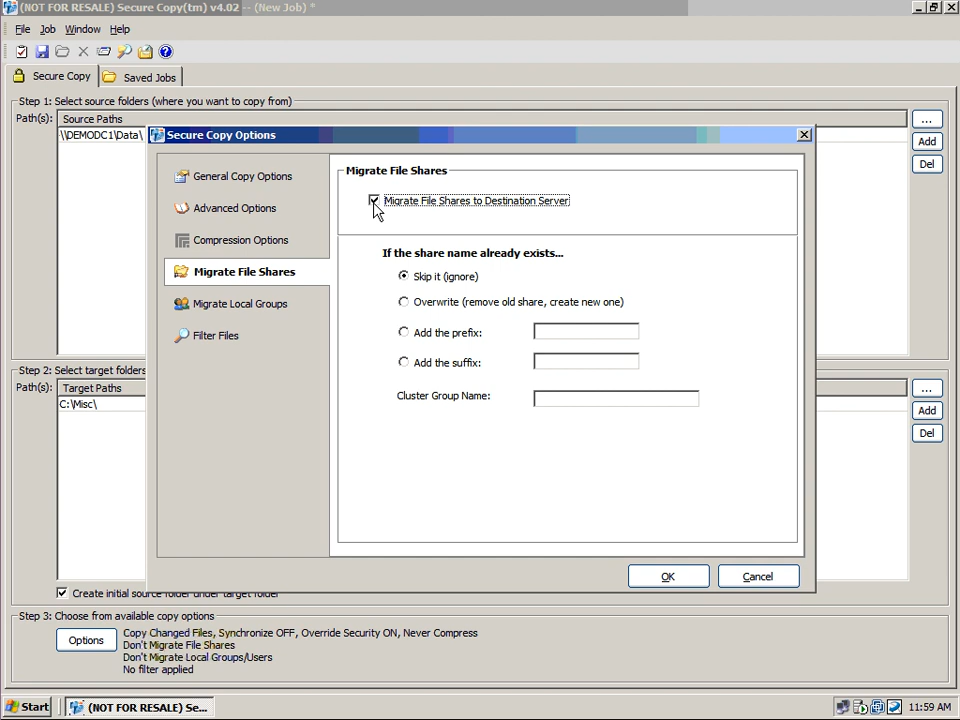 (NOT FOR RESALE) Secure Copy(tm) v4.02 -- (New Job) *
File Job Window Help
Secure Copy Saved Jobs
Step 1: Select source folders (where you want to copy from)
Path(s): Source Paths ...
\\DEMODC1\Data\
Add
Del
Secure Copy Options
General Copy Options
Advanced Options
Compression Options
Migrate File Shares
Migrate Local Groups
Filter Files
Migrate File Shares
Migrate File Shares to Destination Server
If the share name already exists...
Skip it (ignore)
Overwrite (remove old share, create new one)
Add the prefix:
Add the suffix:
Cluster Group Name:
OK Cancel
Step 2: Select target folders
Path(s): Target Paths ...
C:\Misc\
Add
Del
Create initial source folder under target folder
Step 3: Choose from available copy options
Options
Copy Changed Files, Synchronize OFF, Override Security ON, Never Compress
Don't Migrate File Shares
Don't Migrate Local Groups/Users
No filter applied
Start (NOT FOR RESALE) Se... 11:59 AM